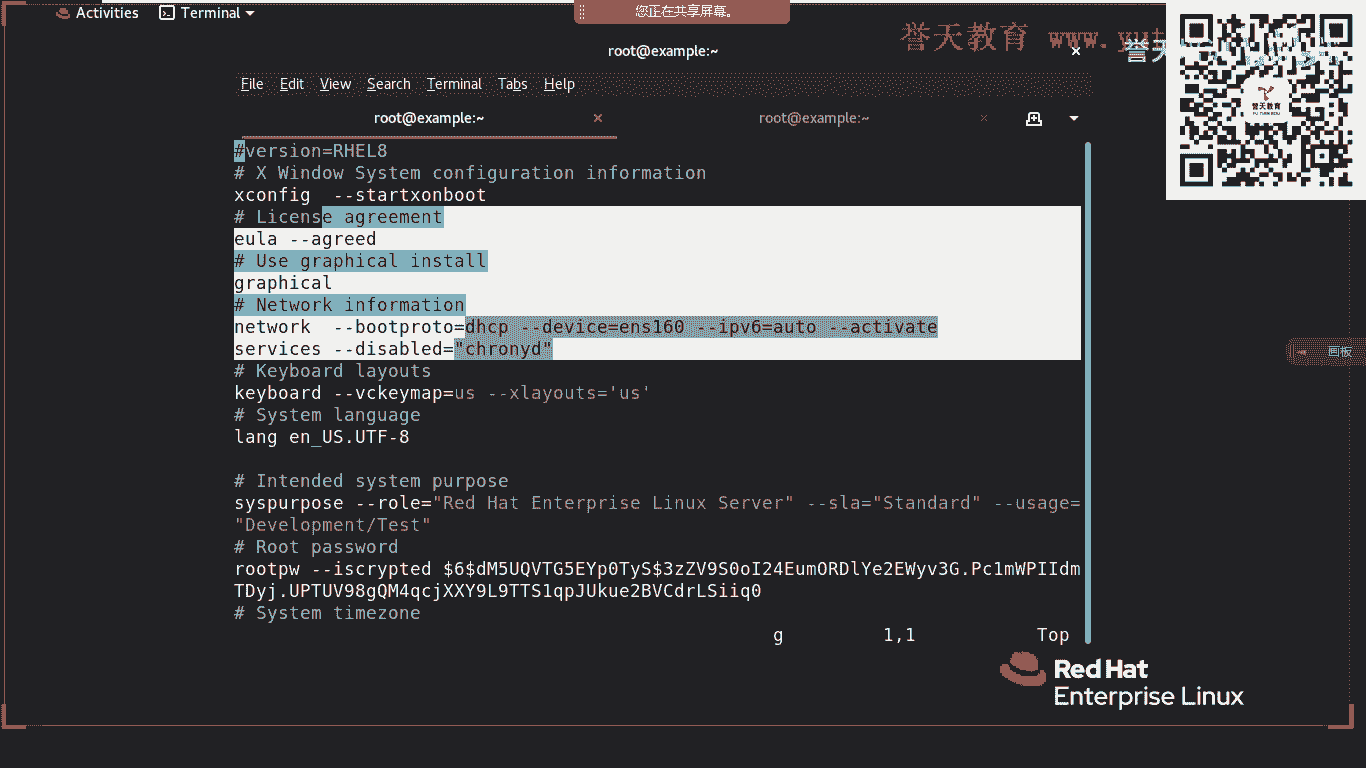 Activities
Terminal
您正在共享屏幕。
誉天教育 www.yut
root@example:~
File Edit View Search Terminal Tabs Help
root@example:~
root@example:~
#version=RHEL8
# X Window System configuration information
xconfig  --startxonboot
# License agreement
eula --agreed
# Use graphical install
graphical
# Network information
network  --bootproto=dhcp --device=ens160 --ipv6=auto --activate
services --disabled="chronyd"
# Keyboard layouts
keyboard --vckeymap=us --xlayouts='us'
# System language
lang en_US.UTF-8
# Intended system purpose
syspurpose --role="Red Hat Enterprise Linux Server" --sla="Standard" --usage=
"Development/Test"
# Root password
rootpw --iscrypted $6$dM5UQVTG5EYp0TyS$3zZV9S0oI24EumORDlYe2EWyv3G.Pc1mWPIIdm
TDyj.UPTUV98gQM4qcjXXY9L9TTS1qpJUkue2BVCdrLSiiq0
# System timezone
g 1,1 Top
画板
誉天教育
Red Hat
Enterprise Linux